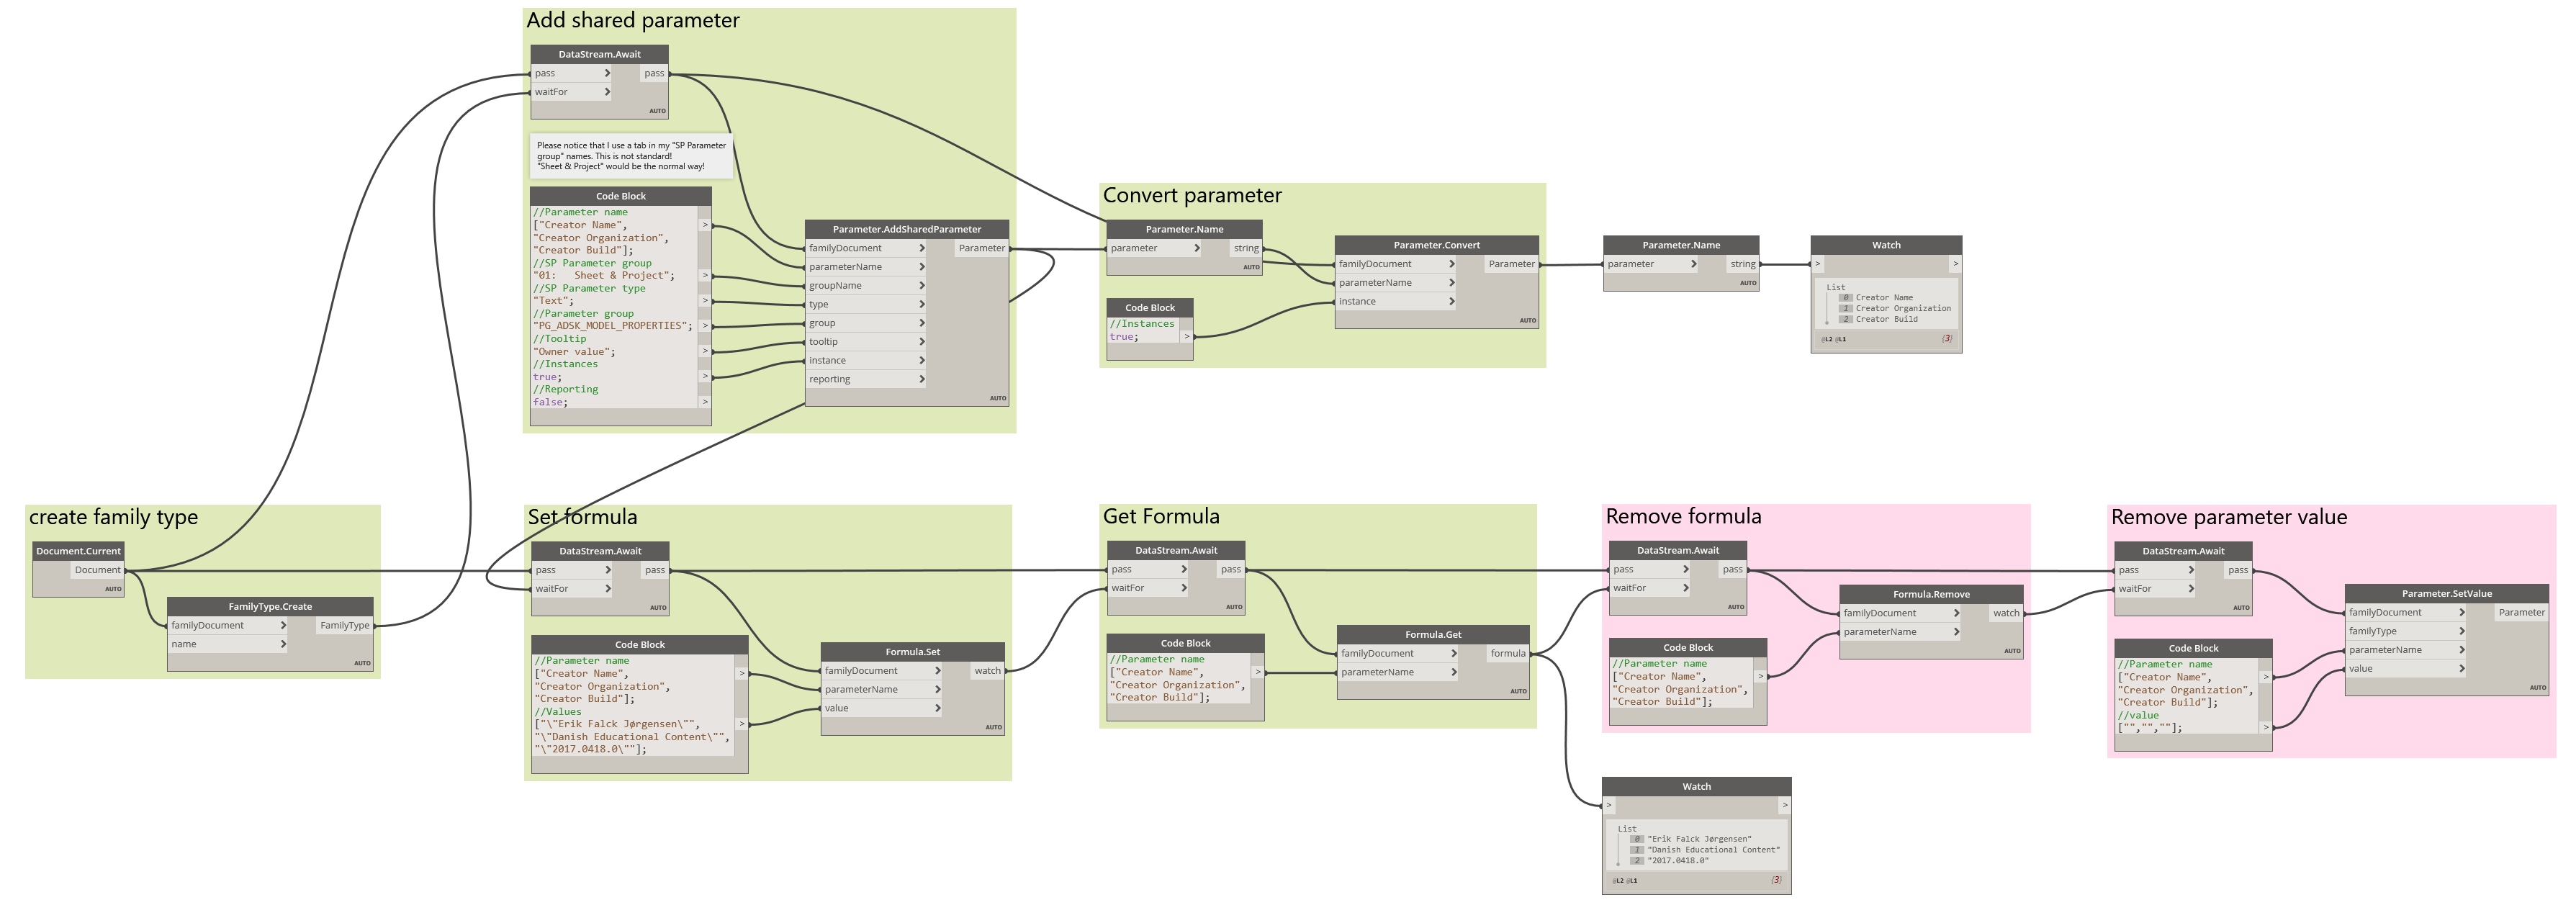 Add shared parameter
DataStream.Await
pass > pass
waitFor >
AUTO
Please notice that I use a tab in my "SP Parameter
group" names. This is not standard!
"Sheet & Project" would be the normal way!
Code Block
//Parameter name
["Creator Name", >
"Creator Organization",
"Creator Build"];
//SP Parameter group
"01:   Sheet & Project"; >
//SP Parameter type
"Text"; >
//Parameter group
"PG_ADSK_MODEL_PROPERTIES"; >
//Tooltip
"Owner value"; >
//Instances
true; >
//Reporting
false; >
Parameter.AddSharedParameter
familyDocument > Parameter
parameterName >
groupName >
type >
group >
tooltip >
instance >
reporting >
AUTO
Convert parameter
Parameter.Name
parameter > string
AUTO
Code Block
//Instances
true; >
Parameter.Convert
familyDocument > Parameter
parameterName >
instance >
AUTO
Parameter.Name
parameter > string
AUTO
Watch
> >
List
0 Creator Name
1 Creator Organization
2 Creator Build
@L2 @L1 {3}
create family type
Document.Current
Document
AUTO
FamilyType.Create
familyDocument > FamilyType
name >
AUTO
Set formula
DataStream.Await
pass > pass
waitFor >
AUTO
Code Block
//Parameter name
["Creator Name", >
"Creator Organization",
"Creator Build"];
//Values
["\"Erik Falck Jørgensen\"", >
"\"Danish Educational Content\"",
"\"2017.0418.0\""];
Formula.Set
familyDocument > watch
parameterName >
value >
AUTO
Get Formula
DataStream.Await
pass > pass
waitFor >
AUTO
Code Block
//Parameter name
["Creator Name", >
"Creator Organization",
"Creator Build"];
Formula.Get
familyDocument > formula
parameterName >
AUTO
Remove formula
DataStream.Await
pass > pass
waitFor >
AUTO
Code Block
//Parameter name
["Creator Name", >
"Creator Organization",
"Creator Build"];
Formula.Remove
familyDocument > watch
parameterName >
AUTO
Watch
> >
List
0 "Erik Falck Jørgensen"
1 "Danish Educational Content"
2 "2017.0418.0"
@L2 @L1 {3}
Remove parameter value
DataStream.Await
pass > pass
waitFor >
AUTO
Code Block
//Parameter name
["Creator Name", >
"Creator Organization",
"Creator Build"];
//value
["","",""]; >
Parameter.SetValue
familyDocument > Parameter
familyType >
parameterName >
value >
AUTO